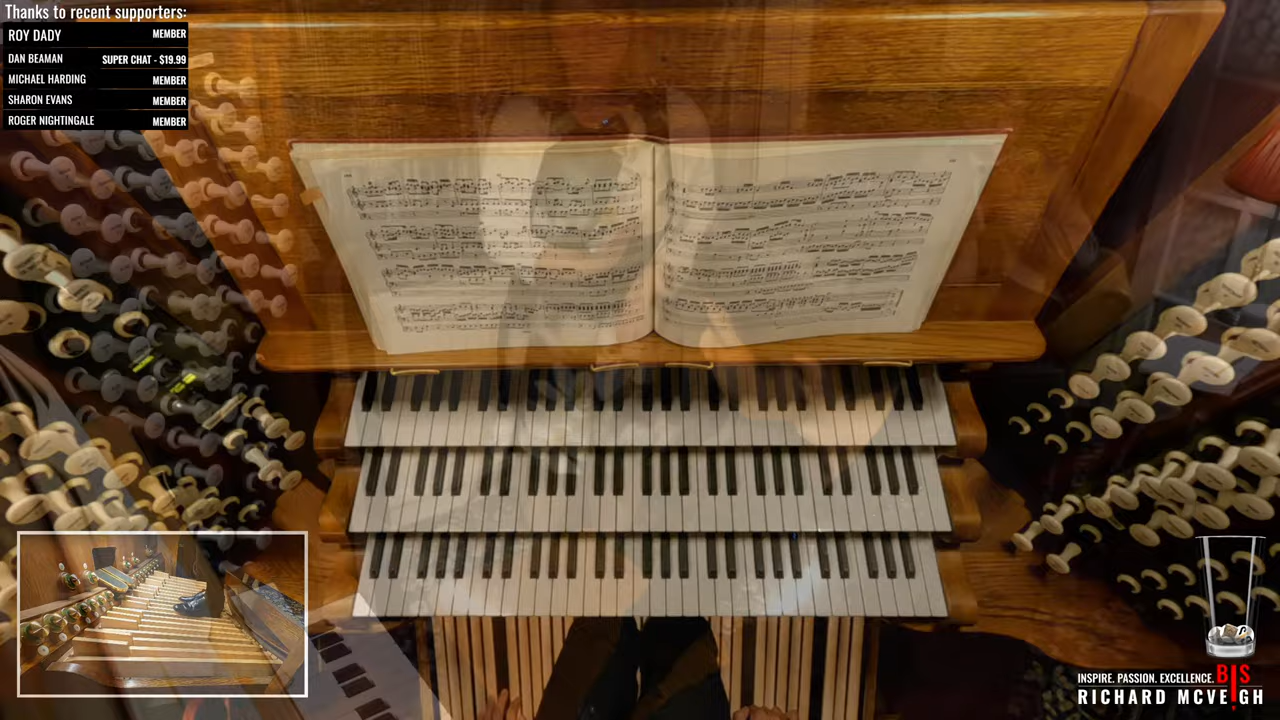 Thanks to recent supporters:
ROY DADY MEMBER
DAN BEAMAN SUPER CHAT - $19.99
MICHAEL HARDING MEMBER
SHARON EVANS MEMBER
ROGER NIGHTINGALE MEMBER
INSPIRE. PASSION. EXCELLENCE. BIS
RICHARD MCVEIGH